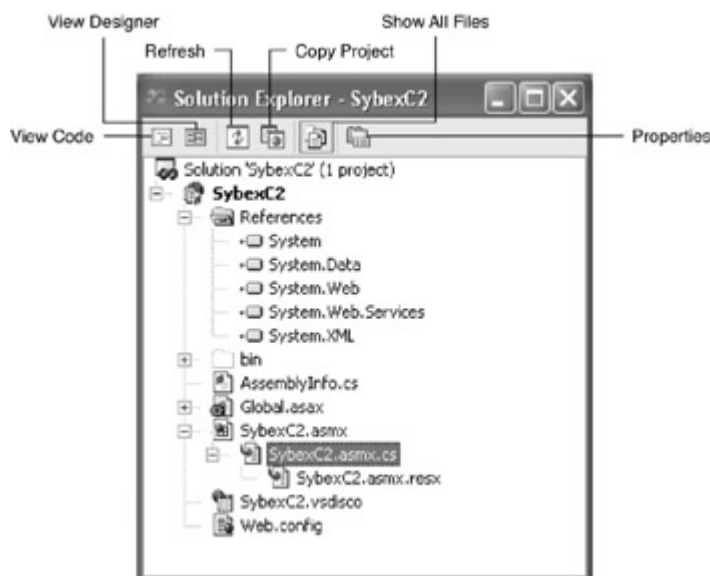 View Designer
Show All Files
Refresh
Copy Project
Solution Explorer - SybexC2
View Code
Properties
Solution 'SybexC2' (1 project)
SybexC2
References
System
System.Data
System.Web
System.Web.Services
System.XML
bin
AssemblyInfo.cs
Global.asax
SybexC2.asmx
SybexC2.asmx.cs
SybexC2.asmx.resx
SybexC2.vsdisco
Web.config